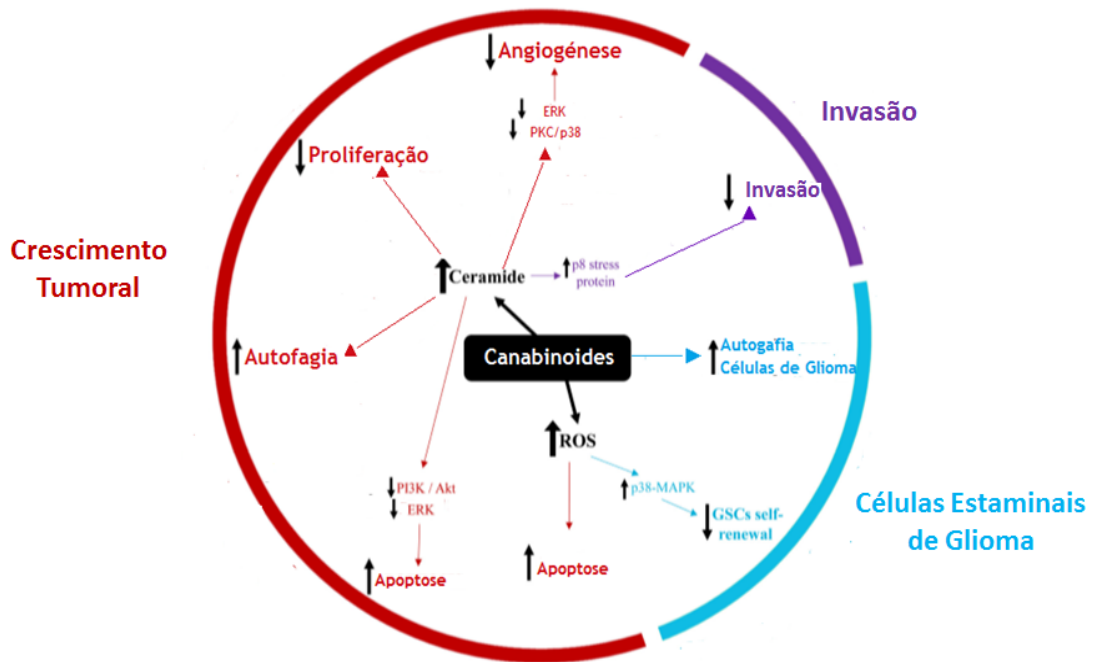 Angiogénese
ERK
PKC/p38
Invasão
Proliferação
Invasão
Crescimento
Tumoral
Ceramide
p8 stress
protein
Autofagia
Canabinoides
Autogafia
Células de Glioma
ROS
PI3K / Akt
ERK
p38-MAPK
GSCs self-
renewal
Células Estaminais
de Glioma
Apoptose
Apoptose